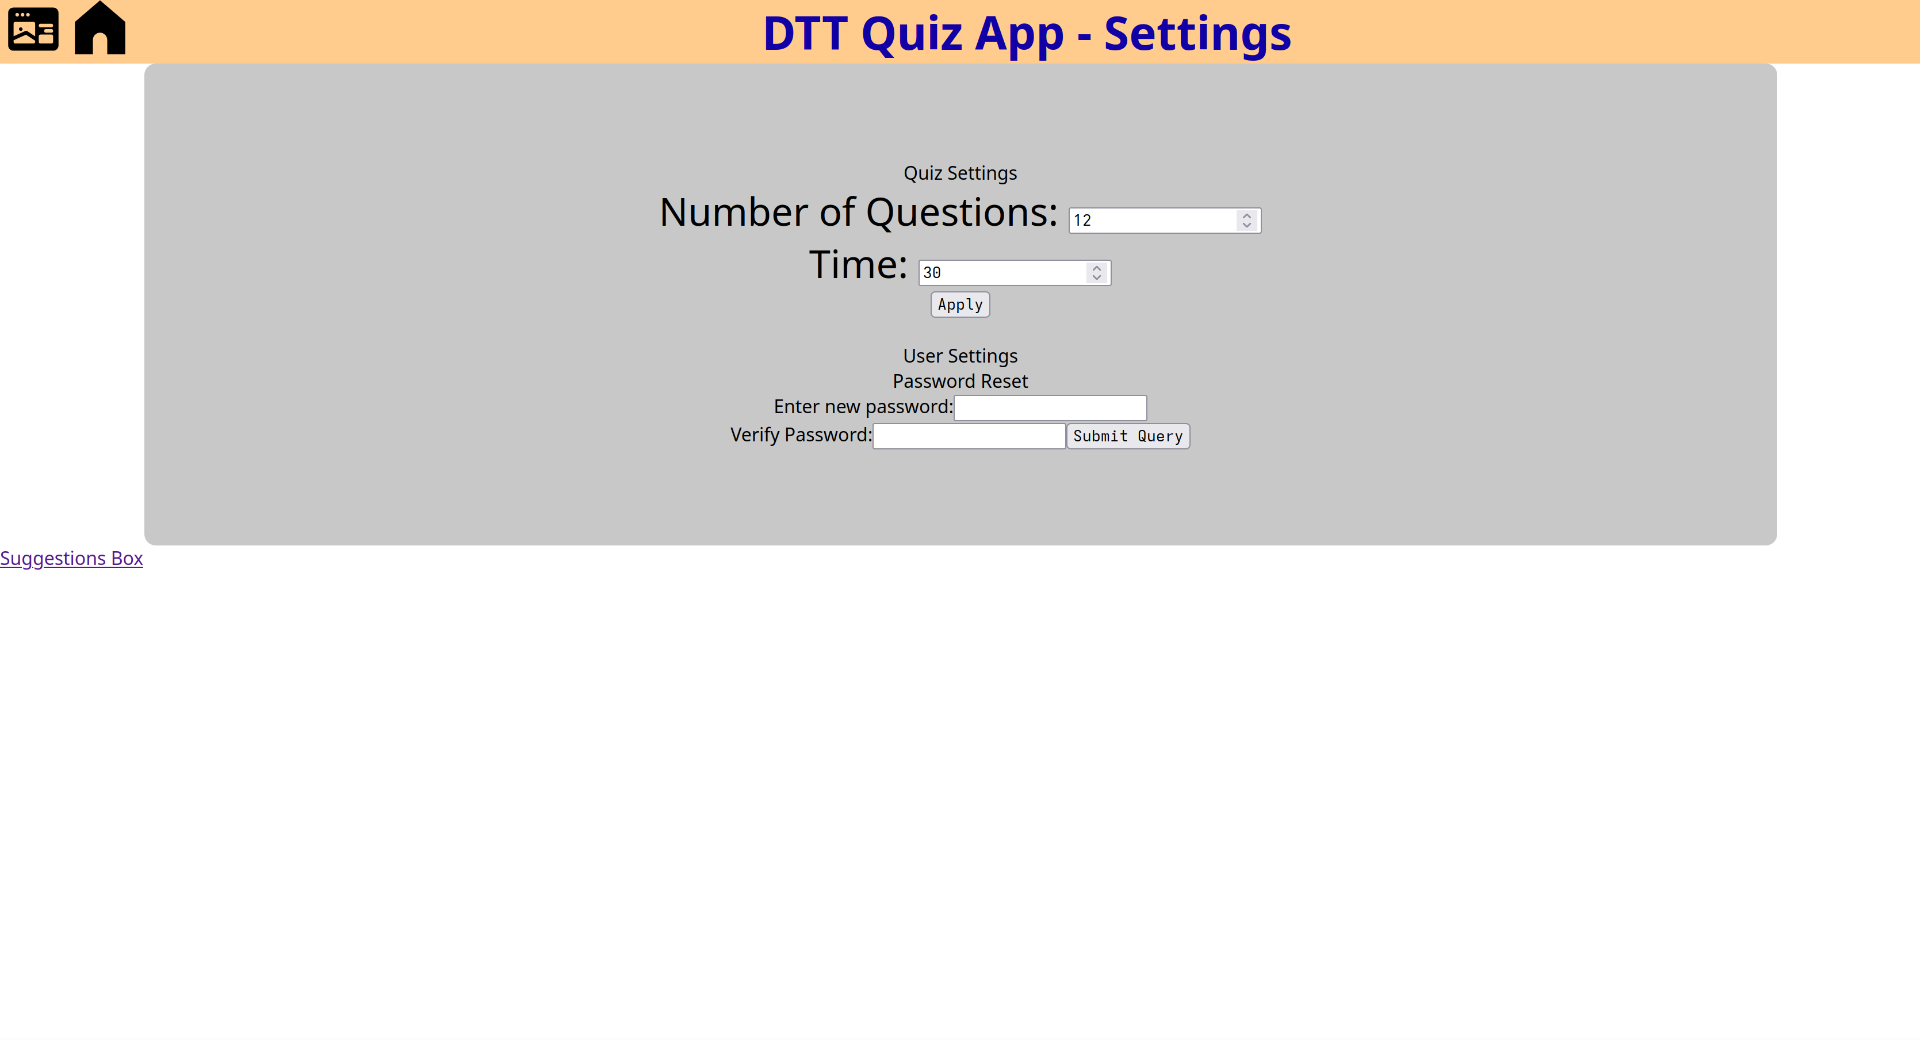 DTT Quiz App - Settings
Quiz Settings
Number of Questions: 12
Time: 30
Apply
User Settings
Password Reset
Enter new password:
Verify Password: Submit Query
Suggestions Box